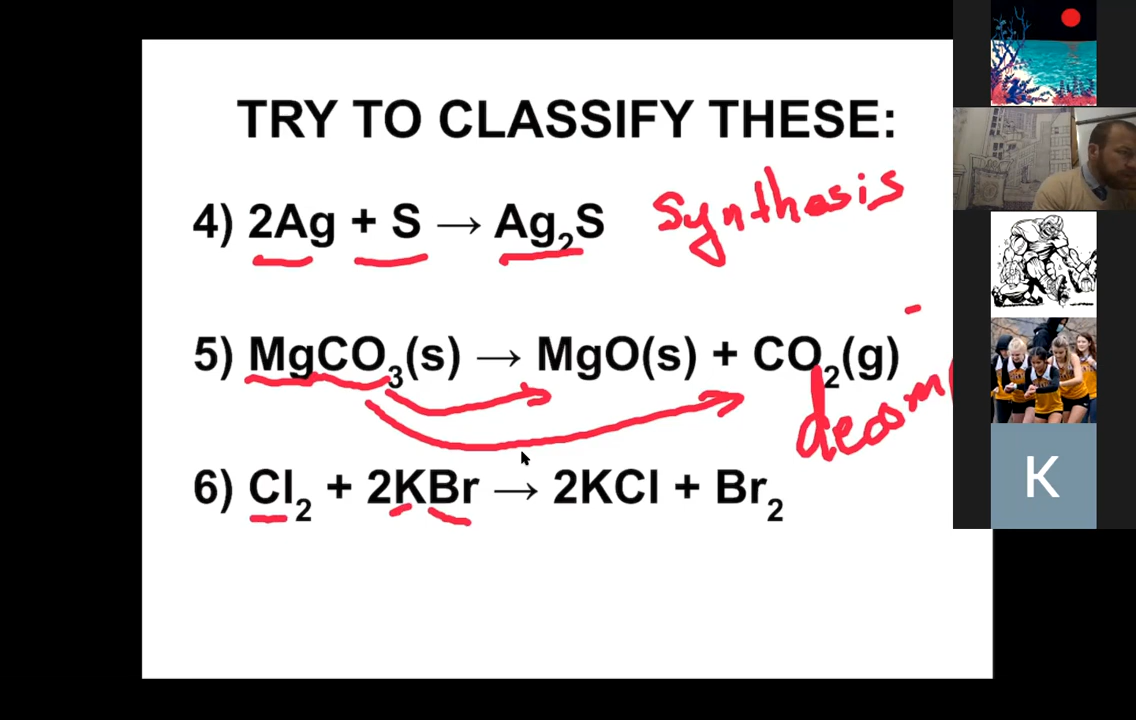 TRY TO CLASSIFY THESE:
4) 2Ag + S → Ag₂S synthesis
5) MgCO₃(s) → MgO(s) + CO₂(g)
6) Cl₂ + 2KBr → 2KCl + Br₂
K